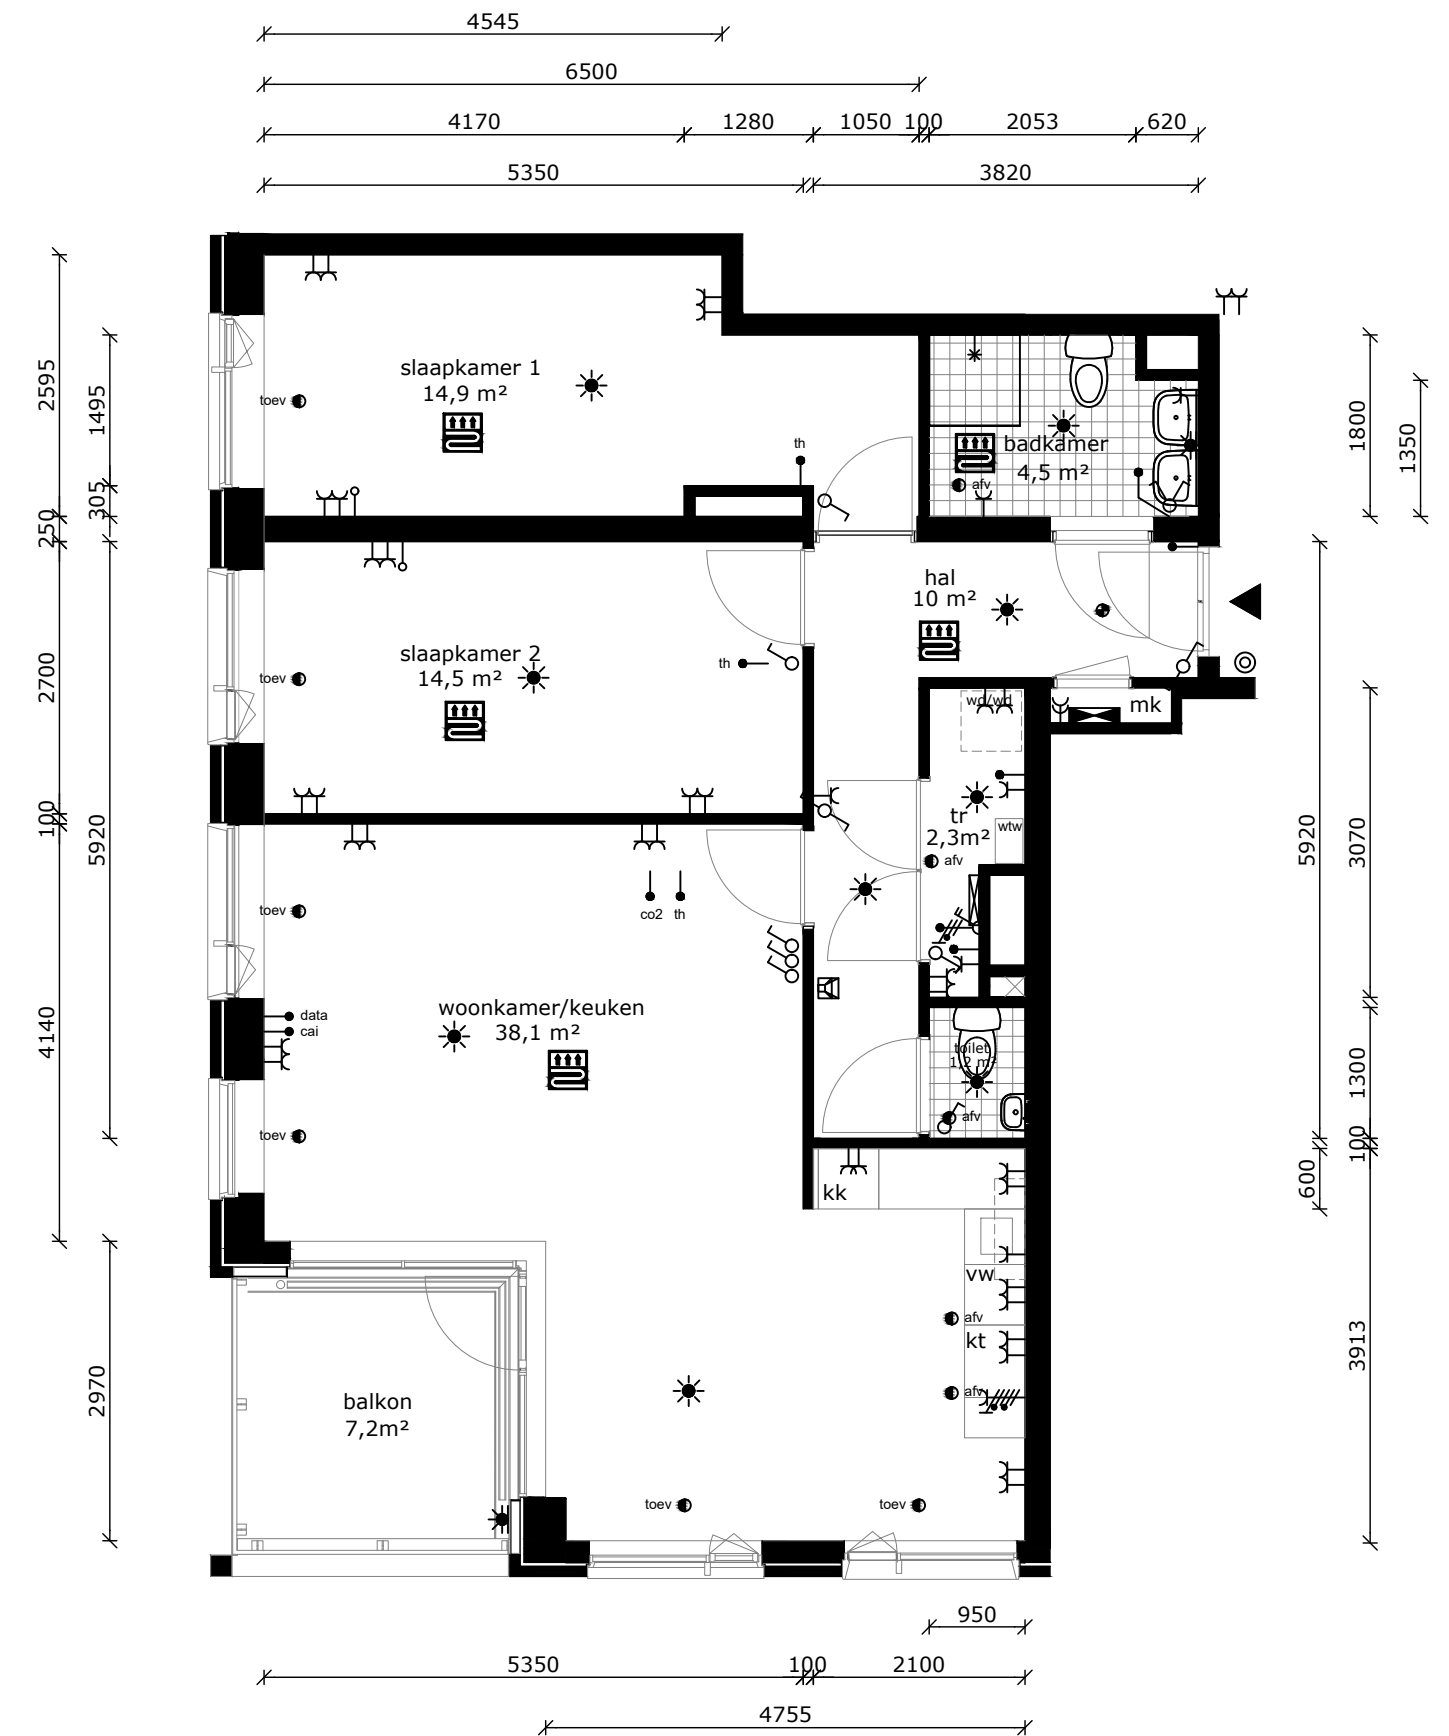 4545
6500
4170 1280 1050 100 2053 620
5350 3820
2595
1495
305
250
2700
100
5920
4140
2970
slaapkamer 1
14,9 m²
toev
th
badkamer
4,5 m²
afv
1800
1350
hal
10 m²
slaapkamer 2
14,5 m²
toev
th
mk
wd/wd
tr
2,3m²
wtw
afv
5920
3070
toev
co2 th
woonkamer/keuken
38,1 m²
data
cai
toilet
1,2 m²
afv
1300
100
600
3913
toev
kk
vw
afv
kt
afv
balkon
7,2m²
toev
toev
950
5350 100 2100
4755